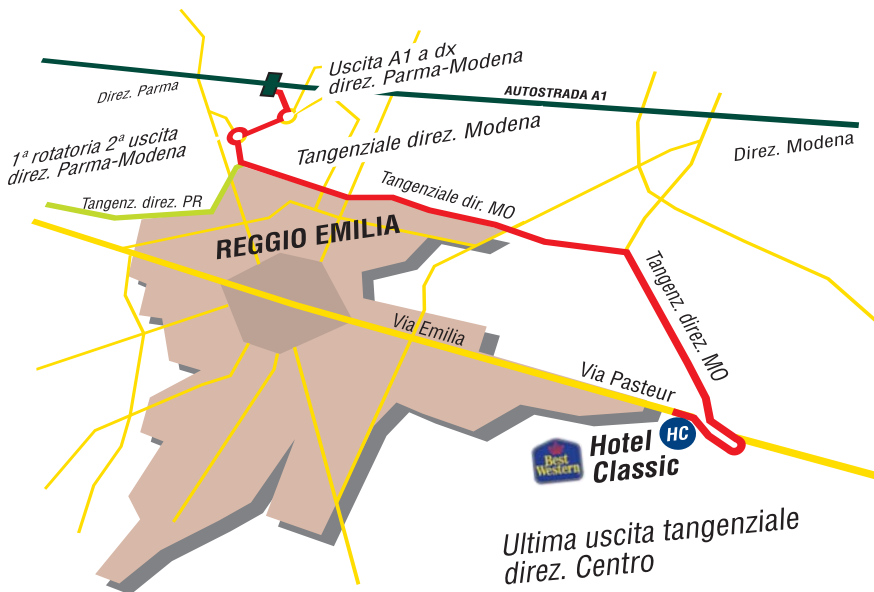 Uscita A1 a dx
direz. Parma-Modena
Direz. Parma
AUTOSTRADA A1
Direz. Modena
1ª rotatoria 2ª uscita
direz. Parma-Modena
Tangenziale direz. Modena
Tangenz. direz. PR
Tangenziale dir. MO
REGGIO EMILIA
Tangenz. direz. MO
Via Emilia
Via Pasteur
HC
Best
Western
Hotel
Classic
Ultima uscita tangenziale
direz. Centro